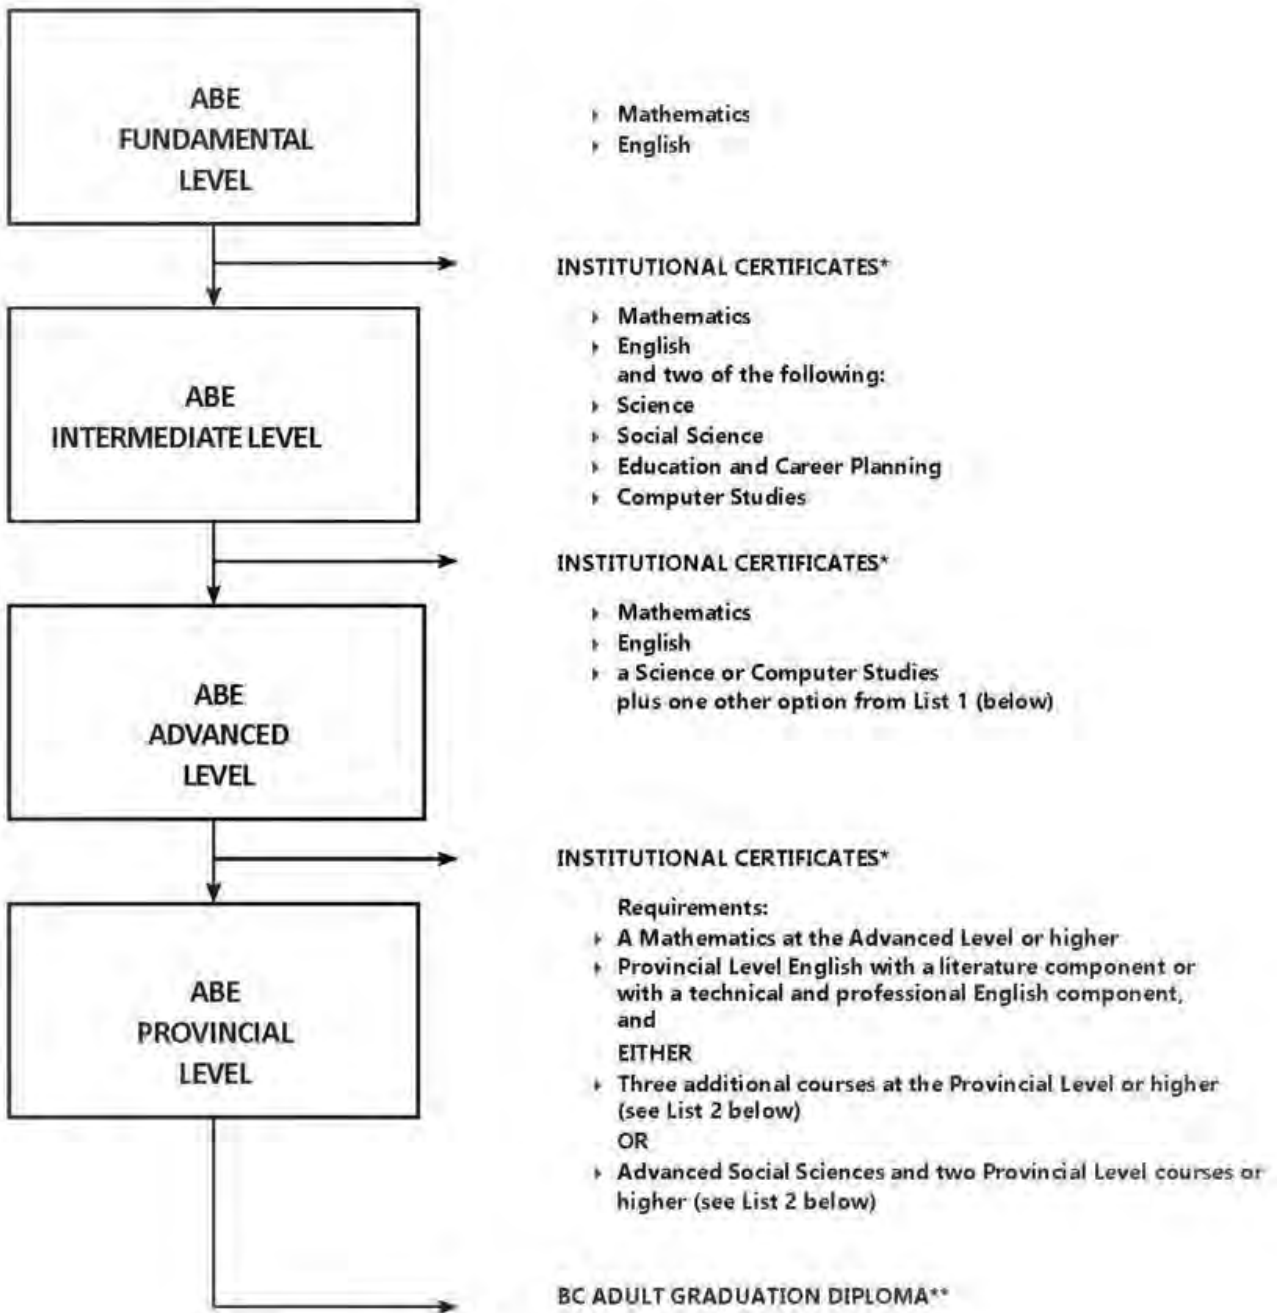 ABE
FUNDAMENTAL
LEVEL
Mathematics
English
INSTITUTIONAL CERTIFICATES*
ABE
INTERMEDIATE LEVEL
Mathematics
English
and two of the following:
Science
Social Science
Education and Career Planning
Computer Studies
INSTITUTIONAL CERTIFICATES*
ABE
ADVANCED
LEVEL
Mathematics
English
a Science or Computer Studies
plus one other option from List 1 (below)
INSTITUTIONAL CERTIFICATES*
ABE
PROVINCIAL
LEVEL
Requirements:
A Mathematics at the Advanced Level or higher
Provincial Level English with a literature component or
with a technical and professional English component,
and
EITHER
Three additional courses at the Provincial Level or higher
(see List 2 below)
OR
Advanced Social Sciences and two Provincial Level courses or
higher (see List 2 below)
BC ADULT GRADUATION DIPLOMA**